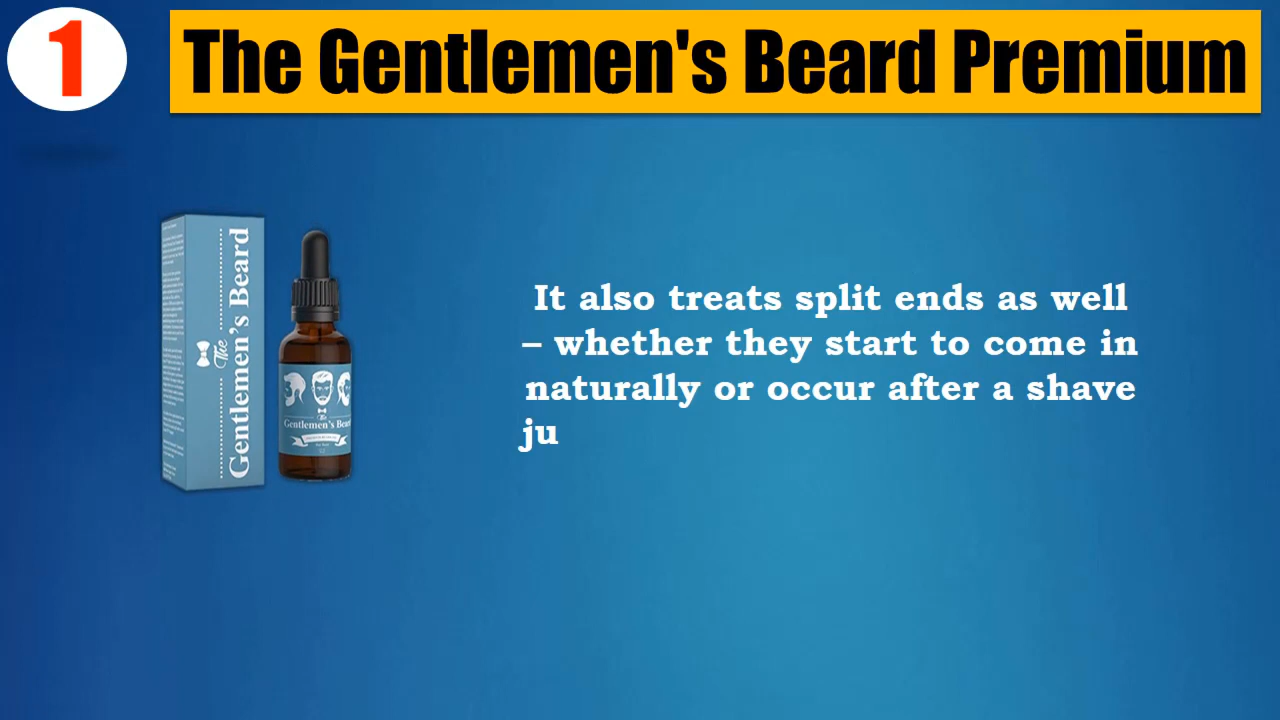 1
The Gentlemen's Beard Premium
The
Gentlemen's Beard
The
Gentlemen's Beard
It also treats split ends as well
– whether they start to come in
naturally or occur after a shave
ju